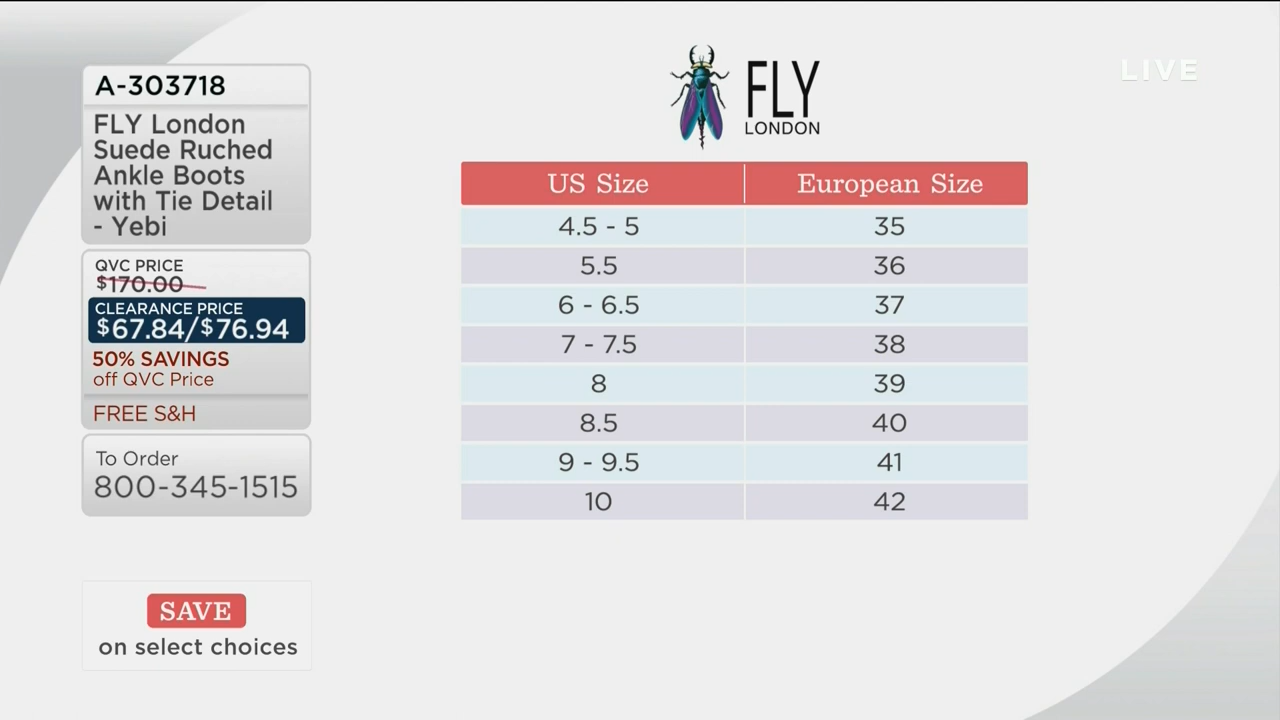 A-303718
FLY London
Suede Ruched
Ankle Boots
with Tie Detail
- Yebi
QVC PRICE
$170.00
CLEARANCE PRICE
$67.84/$76.94
50% SAVINGS
off QVC Price
FREE S&H
To Order
800-345-1515
SAVE
on select choices
FLY
LONDON
LIVE
US Size European Size
4.5 - 5 35
5.5 36
6 - 6.5 37
7 - 7.5 38
8 39
8.5 40
9 - 9.5 41
10 42